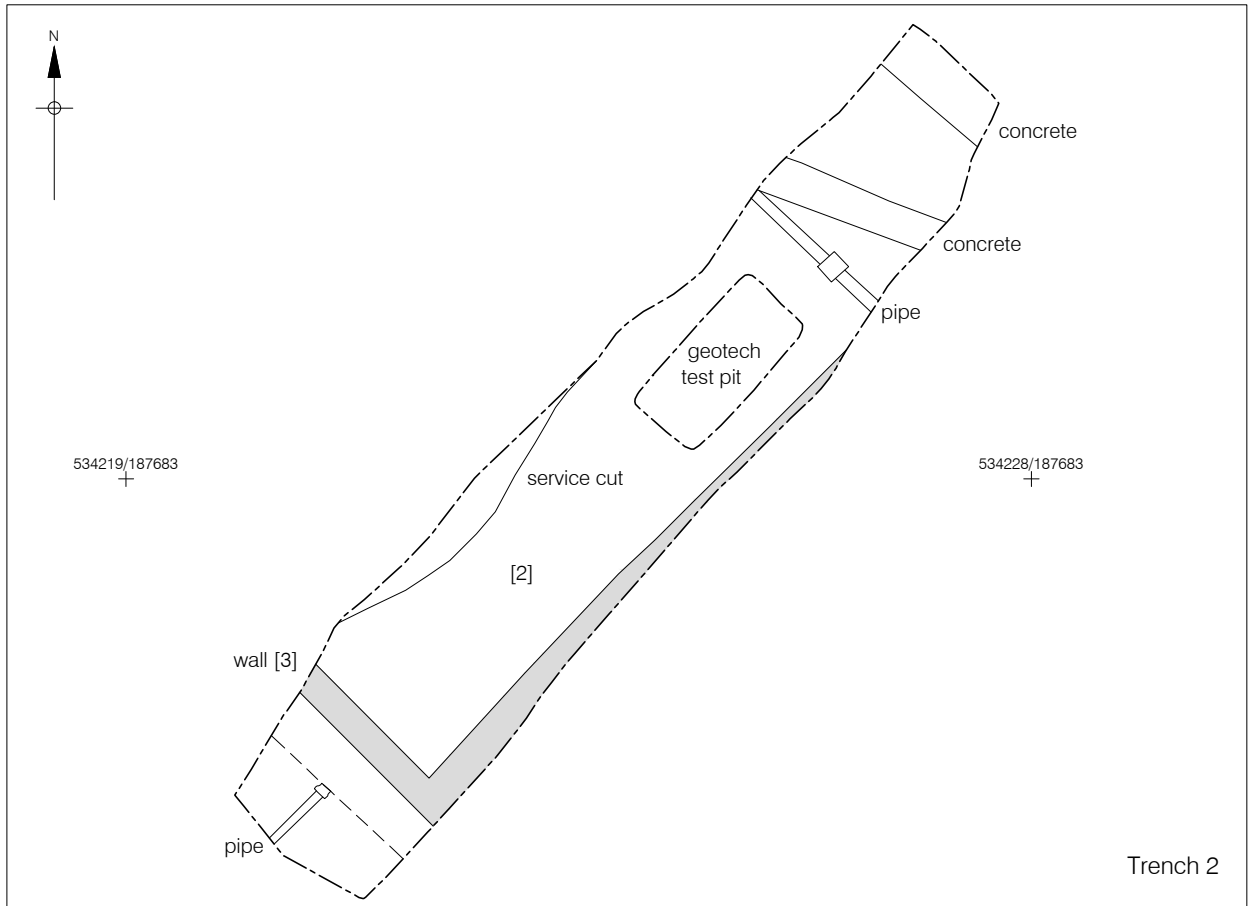 N
concrete
concrete
pipe
geotech
test pit
534219/187683
534228/187683
service cut
[2]
wall [3]
pipe
Trench 2